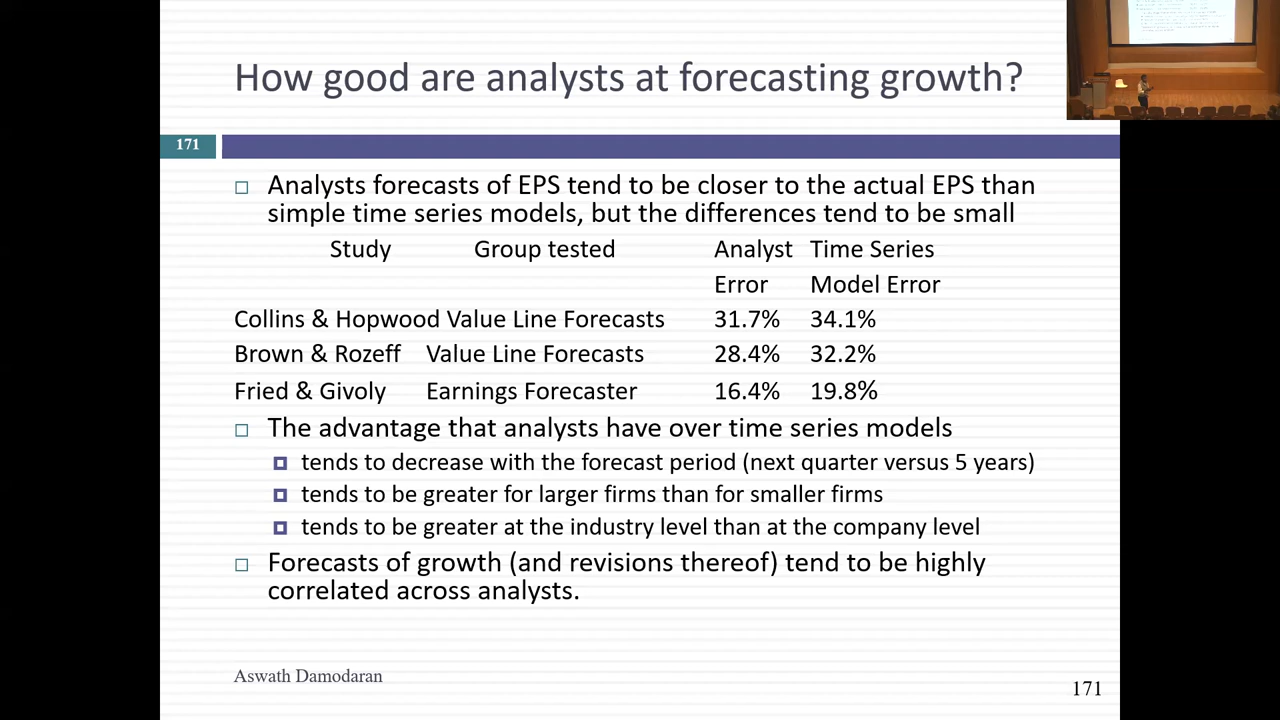 How good are analysts at forecasting growth?
171
□ Analysts forecasts of EPS tend to be closer to the actual EPS than
simple time series models, but the differences tend to be small
Study Group tested Analyst Time Series
Error Model Error
Collins & Hopwood Value Line Forecasts 31.7% 34.1%
Brown & Rozeff Value Line Forecasts 28.4% 32.2%
Fried & Givoly Earnings Forecaster 16.4% 19.8%
□ The advantage that analysts have over time series models
□ tends to decrease with the forecast period (next quarter versus 5 years)
□ tends to be greater for larger firms than for smaller firms
□ tends to be greater at the industry level than at the company level
□ Forecasts of growth (and revisions thereof) tend to be highly
correlated across analysts.
Aswath Damodaran
171